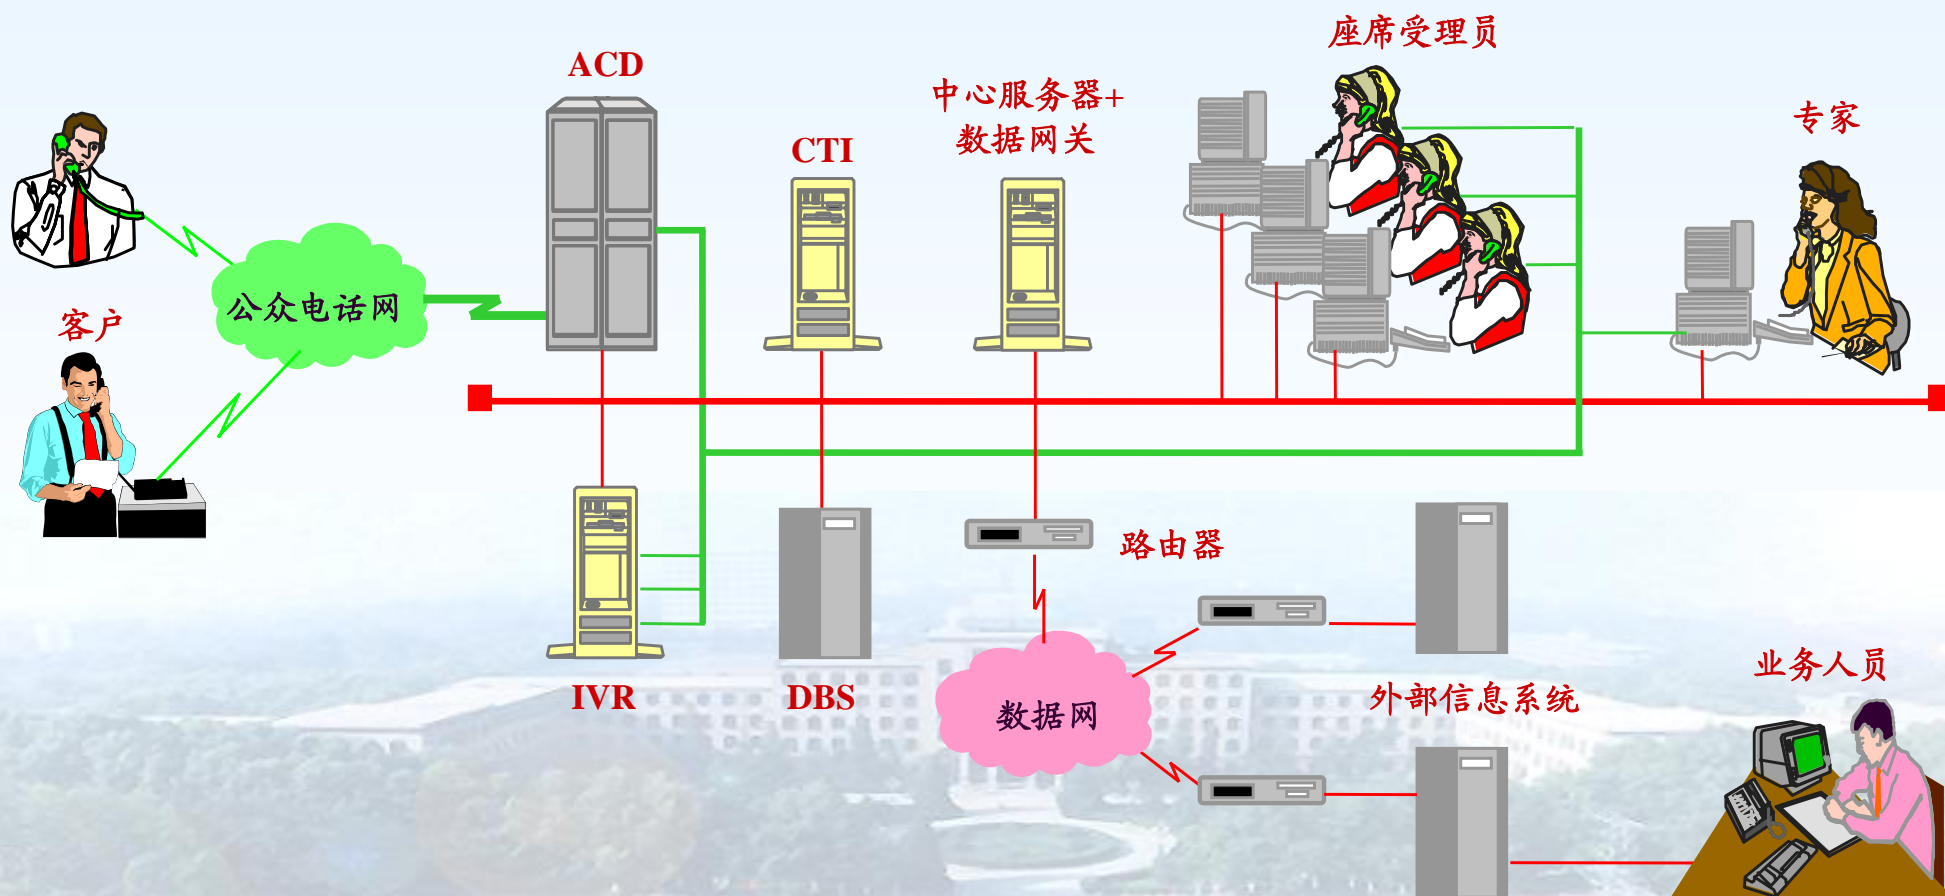 座席受理员
ACD
中心服务器+
数据网关
专家
CTI
公众电话网
客户
路由器
业务人员
IVR
DBS
数据网
外部信息系统